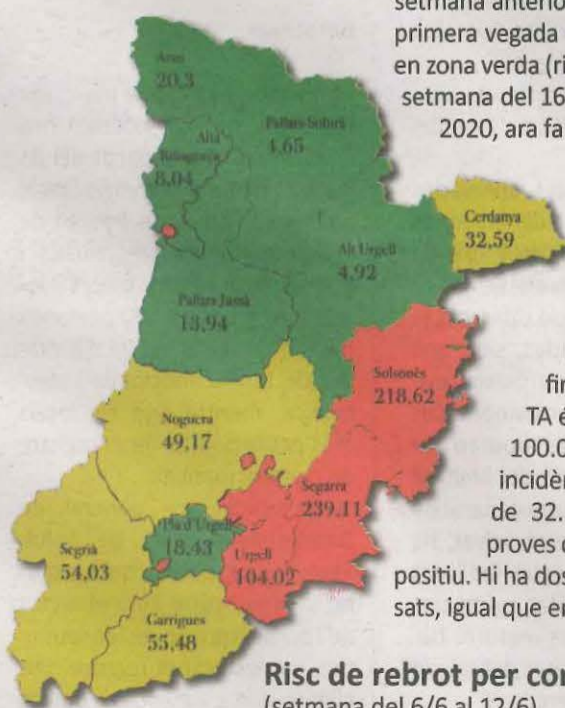 setmana anterior
primera vegada
en zona verda (ri
setmana del 16
2020, ara fa
Aran
20,3
Alta
Ribagorça
8,04
Pallars Sobirà
4,65
Cerdanya
32,59
Alt Urgell
4,92
Pallars Jussà
13,94
Solsonès
218,62
Noguera
49,17
Segarra
239,11
Pla d'Urgell
18,43
Urgell
104,02
Segrià
54,03
Garrigues
55,48
fin
TA é
100.0
incidèn
de 32.
proves d
positiu. Hi ha dos
sats, igual que en
Risc de rebrot per con
(setmana del 6/6 al 12/6)